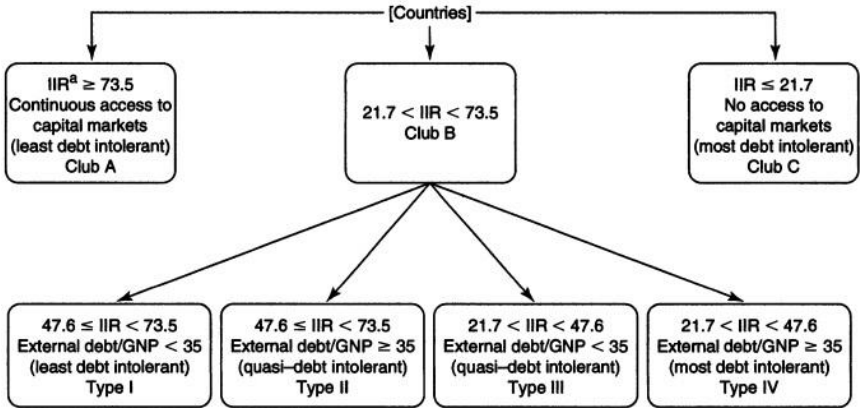 [Countries]
IIRᵃ ≥ 73.5
Continuous access to
capital markets
(least debt intolerant)
Club A
21.7 < IIR < 73.5
Club B
IIR ≤ 21.7
No access to
capital markets
(most debt intolerant)
Club C
47.6 ≤ IIR < 73.5
External debt/GNP < 35
(least debt intolerant)
Type I
47.6 ≤ IIR < 73.5
External debt/GNP ≥ 35
(quasi–debt intolerant)
Type II
21.7 < IIR < 47.6
External debt/GNP < 35
(quasi–debt intolerant)
Type III
21.7 < IIR < 47.6
External debt/GNP ≥ 35
(most debt intolerant)
Type IV